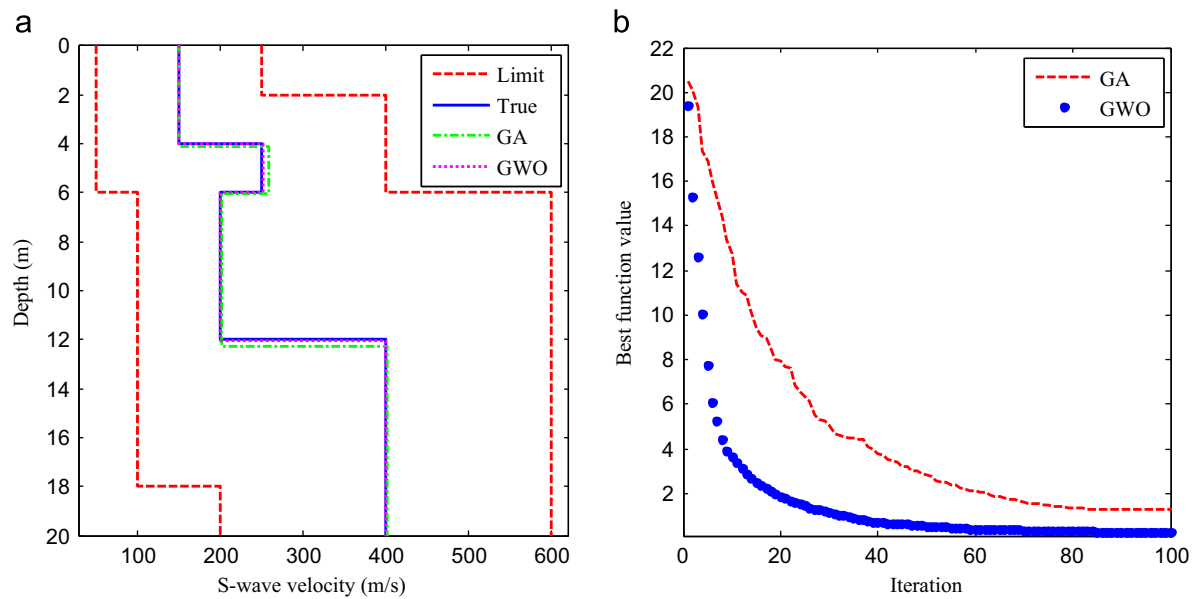 a
0
2
4
6
8
10
12
14
16
18
20
Depth (m)
100
200
300
400
500
600
S-wave velocity (m/s)
Limit
True
GA
GWO
b
22
20
18
16
14
12
10
8
6
4
2
Best function value
0
20
40
60
80
100
Iteration
GA
GWO